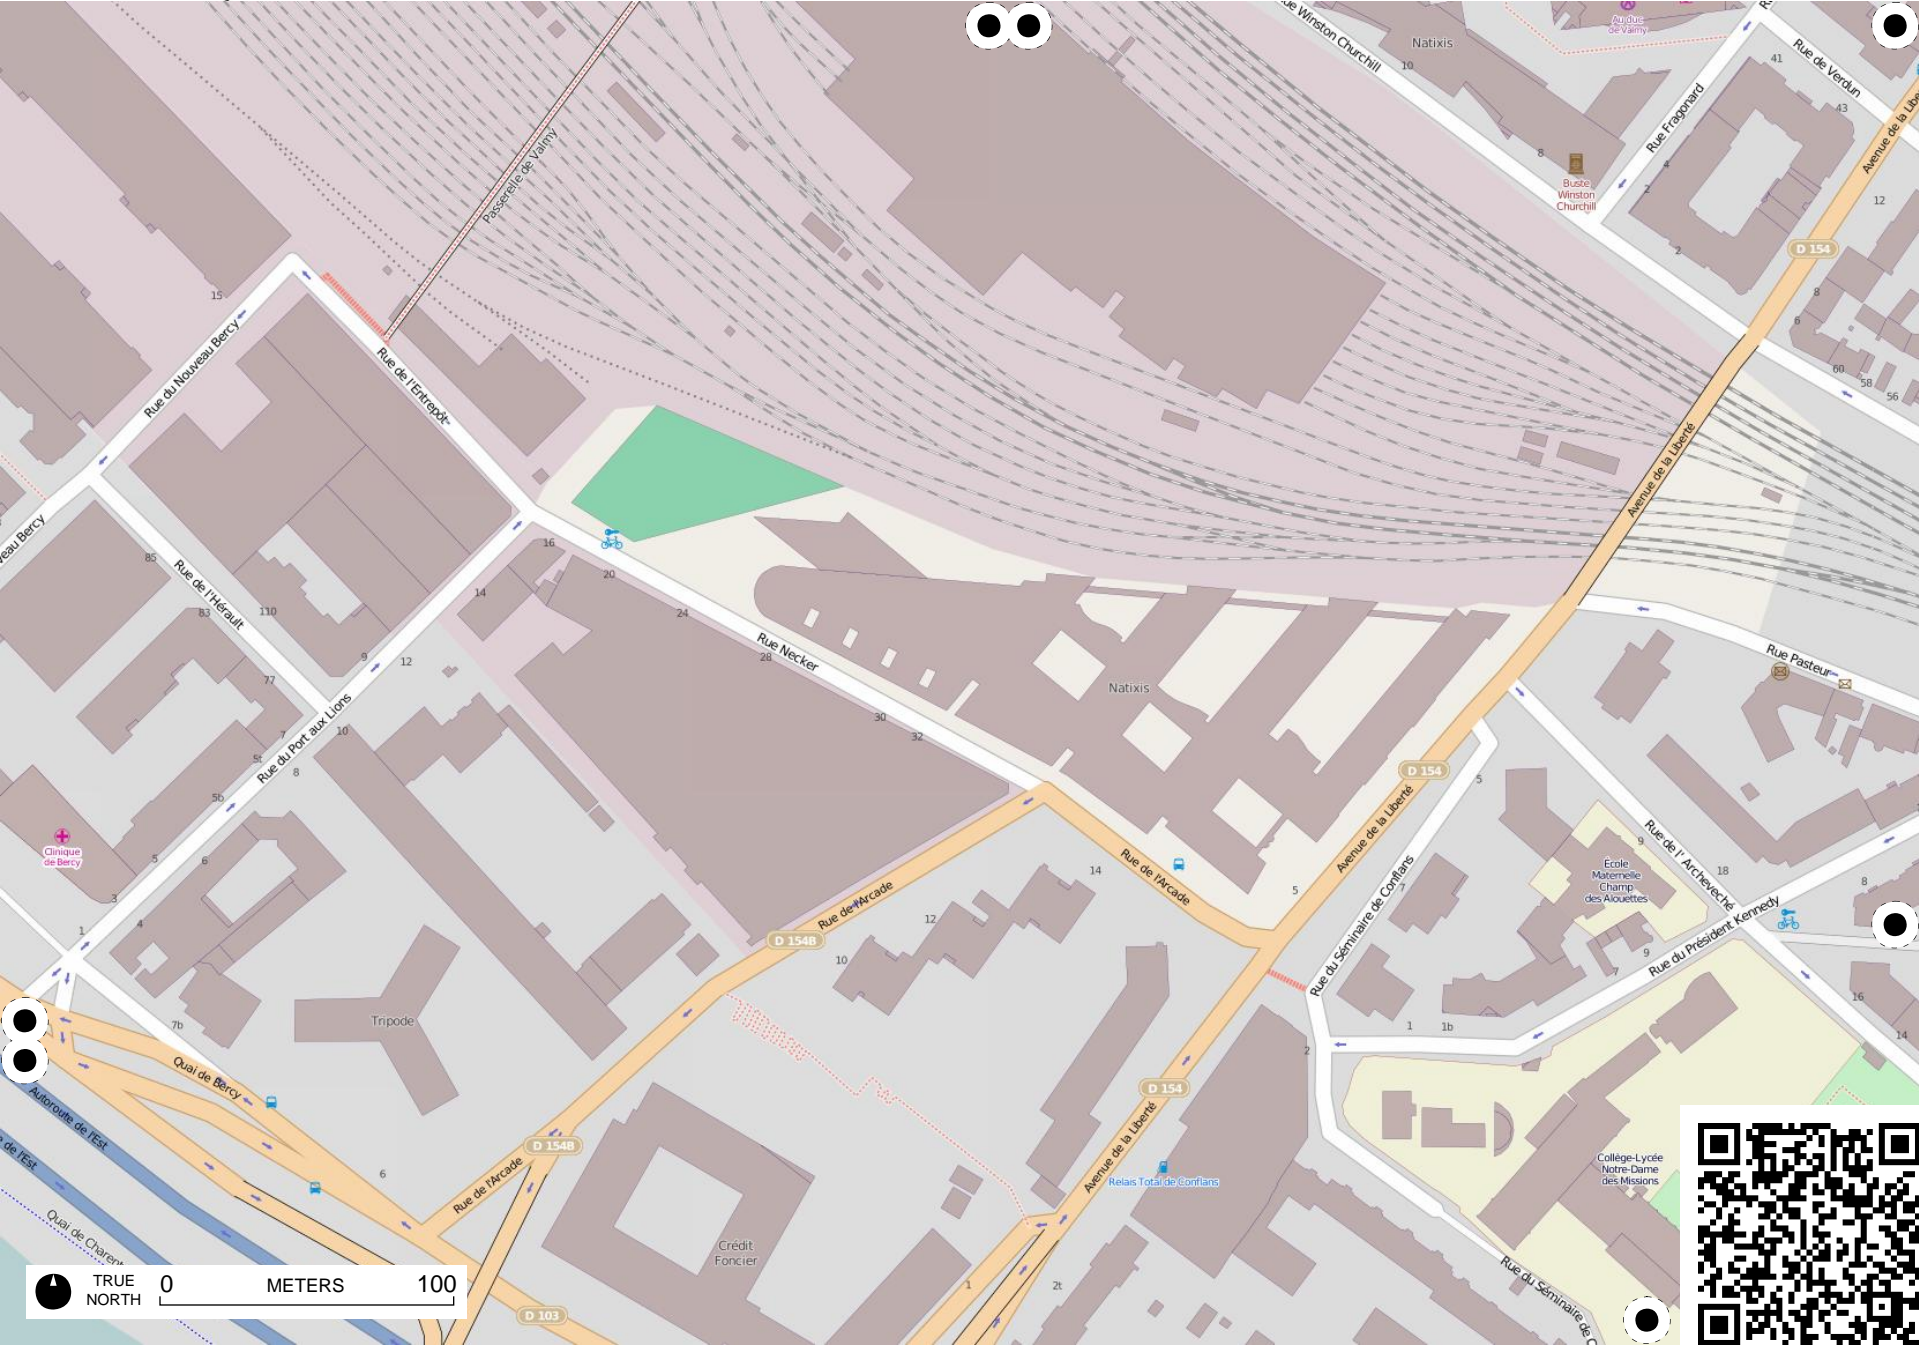 Rue Winston Churchill
Natixis
10
Au duc
de Valmy
41
Rue de Verdun
43
Rue Fragonard
Avenue de la Libe
8
4
2
Buste
Winston
Churchill
12
2
D 154
8
6
60
58
56
Passerelle de Valmy
15
Rue du Nouveau Bercy
Rue de l'Entrepôt
Avenue de la Liberté
veau Bercy
85
Rue de l'Hérault
83
110
77
9
12
14
16
20
24
28
Rue Necker
30
32
Natixis
Rue Pasteur
Rue du Port aux Lions
7
5t
10
8
5b
5
6
3
4
1
Clinique
de Bercy
D 154
5
Avenue de la Liberté
Rue de l'Arcade
14
12
10
5
Rue de l'Arcade
D 154B
Rue du Séminaire de Conflans
7
9
École
Maternelle
Champ
des Alouettes
18
Rue de l' Archeveché
8
Rue du Président Kennedy
9
7
16
14
1
1b
2
Tripode
7b
Quai de Bercy
Autoroute de l'Est
e de l'Est
6
D 154B
Rue de l'Arcade
D 154
Avenue de la Liberté
Relais Total de Conflans
Collège-Lycée
Notre-Dame
des Missions
Quai de Charent
Crédit
Foncier
1
2t
D 103
Rue du Séminaire de C
TRUE
NORTH
0 METERS 100